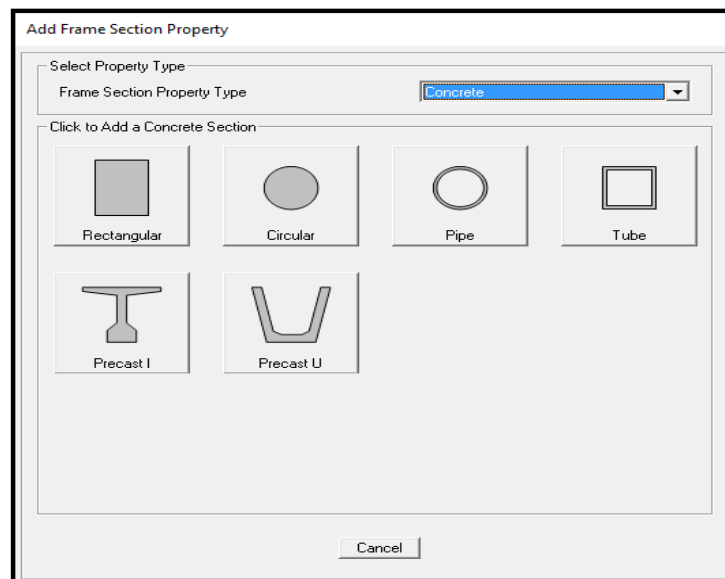 Add Frame Section Property
Select Property Type
Frame Section Property Type
Concrete
Click to Add a Concrete Section
Rectangular
Circular
Pipe
Tube
Precast I
Precast U
Cancel